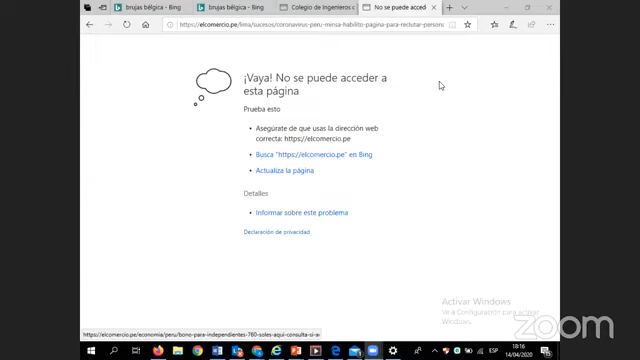 brujas bélgica - Bing
brujas bélgica - Bing
Colegio de Ingenieros d
No se puede acced
https://elcomercio.pe/lima/sucesos/coronavirus-peru-minsa-habilito-pagina-para-reclutar-persona
¡Vaya! No se puede acceder a
esta página
Prueba esto
Asegúrate de que usas la dirección web
correcta: https://elcomercio.pe
Busca "https://elcomercio.pe" en Bing
Actualiza la página
Detalles
Informar sobre este problema
Declaración de privacidad
Activar Windows
Ve a Configuración para activar
Windows.
zoom
https://elcomercio.pe/economia/peru/bono-para-independientes-760-soles-aqui-consulta-si-a
ESP
18:16
14/04/2020